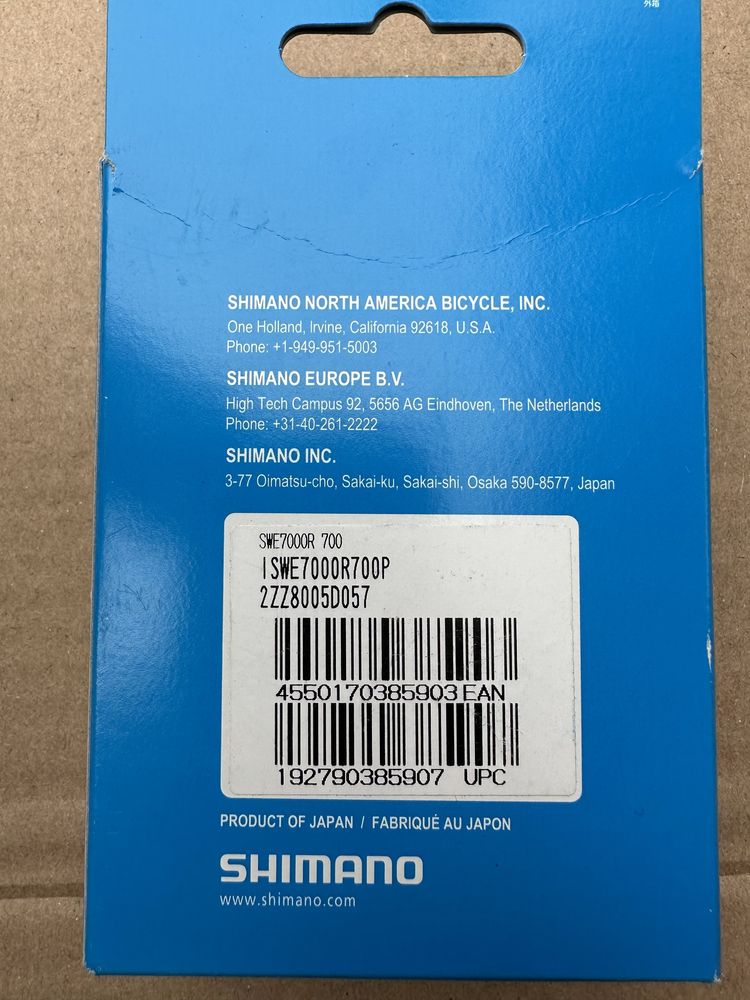 外箱
SHIMANO NORTH AMERICA BICYCLE, INC.
One Holland, Irvine, California 92618, U.S.A.
Phone: +1-949-951-5003
SHIMANO EUROPE B.V.
High Tech Campus 92, 5656 AG Eindhoven, The Netherlands
Phone: +31-40-261-2222
SHIMANO INC.
3-77 Oimatsu-cho, Sakai-ku, Sakai-shi, Osaka 590-8577, Japan
SWE7000R 700
ISWE7000R700P
2ZZ8005D057
4550170385903 EAN
192790385907 UPC
PRODUCT OF JAPAN / FABRIQUÉ AU JAPON
SHIMANO
www.shimano.com